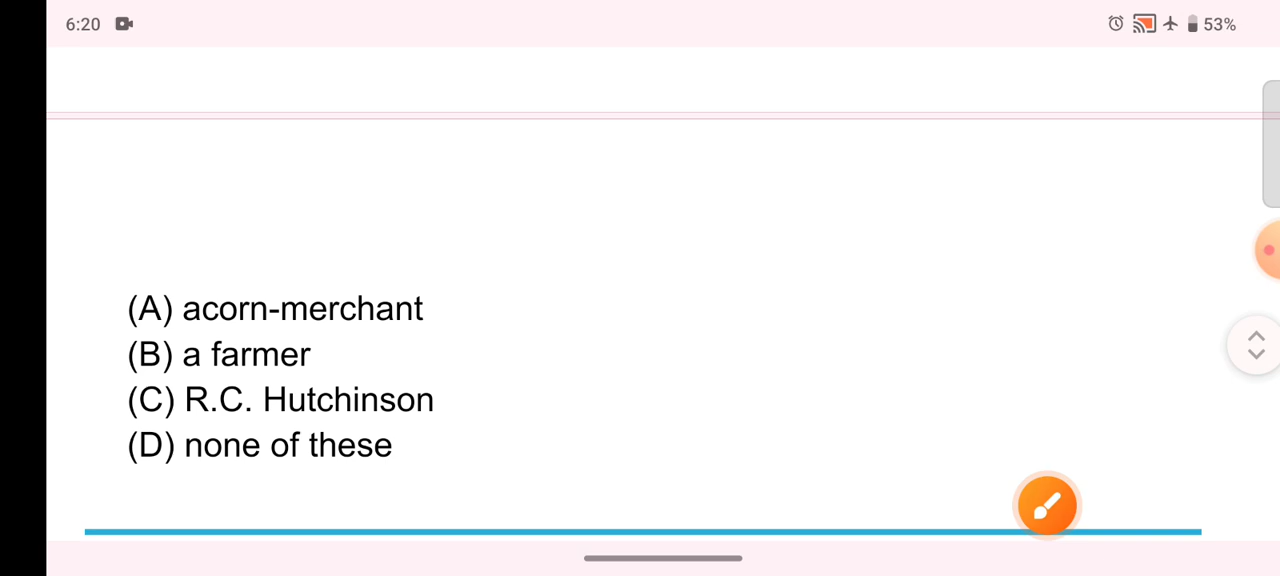 6:20
53%
(A) acorn-merchant
(B) a farmer
(C) R.C. Hutchinson
(D) none of these